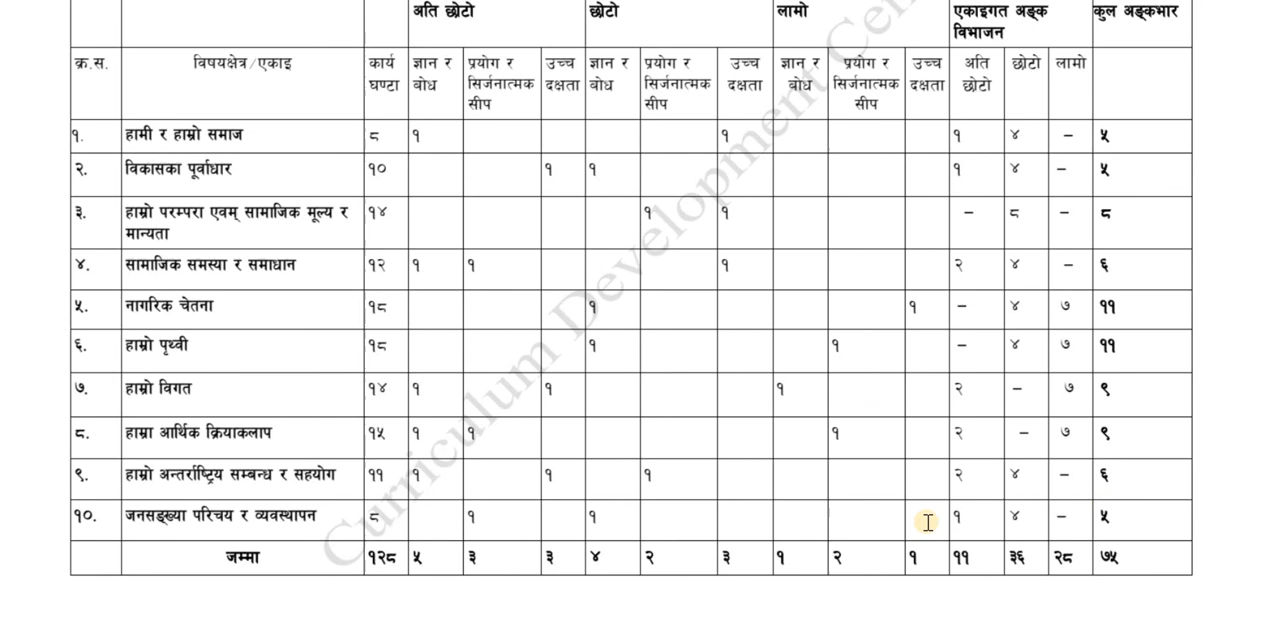 अति छोटो छोटो लामो एकाइगत अङ्क विभाजन कुल अङ्कभार
क्र.स. विषयक्षेत्र/एकाइ कार्य घण्टा ज्ञान र बोध प्रयोग र सिर्जनात्मक सीप उच्च दक्षता ज्ञान र बोध प्रयोग र सिर्जनात्मक सीप उच्च दक्षता ज्ञान र बोध प्रयोग र सिर्जनात्मक सीप उच्च दक्षता अति छोटो छोटो लामो
१. हामी र हाम्रो समाज ८ १ १ १ ४ – ५
२. विकासका पूर्वाधार १० १ १ १ ४ – ५
३. हाम्रो परम्परा एवम् सामाजिक मूल्य र मान्यता १४ १ १ – ८ – ८
४. सामाजिक समस्या र समाधान १२ १ १ १ २ ४ – ६
५. नागरिक चेतना १८ १ १ – ४ ७ ११
६. हाम्रो पृथ्वी १८ १ १ – ४ ७ ११
७. हाम्रो विगत १४ १ १ १ २ – ७ ९
८. हाम्रा आर्थिक क्रियाकलाप १५ १ १ १ २ – ७ ९
९. हाम्रो अन्तर्राष्ट्रिय सम्बन्ध र सहयोग ११ १ १ १ २ ४ – ६
१०. जनसङ्ख्या परिचय र व्यवस्थापन ८ १ १ १ ४ – ५
जम्मा १२८ ५ ३ ३ ४ २ ३ १ २ १ ११ ३६ २८ ७५
Curriculum Development Cen